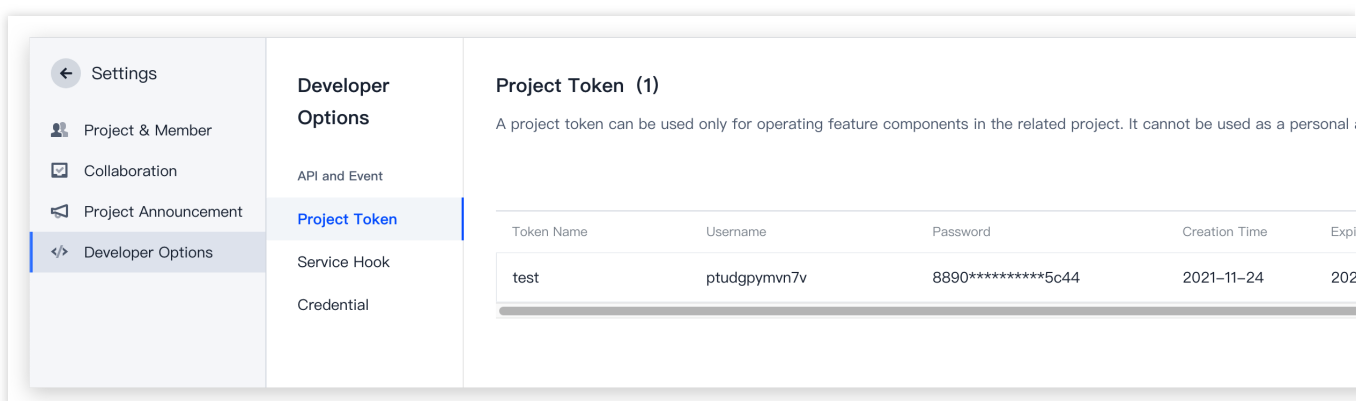 Settings
Project & Member
Collaboration
Project Announcement
Developer Options
Developer
Options
API and Event
Project Token
Service Hook
Credential
Project Token (1)
A project token can be used only for operating feature components in the related project. It cannot be used as a personal
Token Name Username Password Creation Time
test ptudgpymvn7v 8890**********5c44 2021-11-24